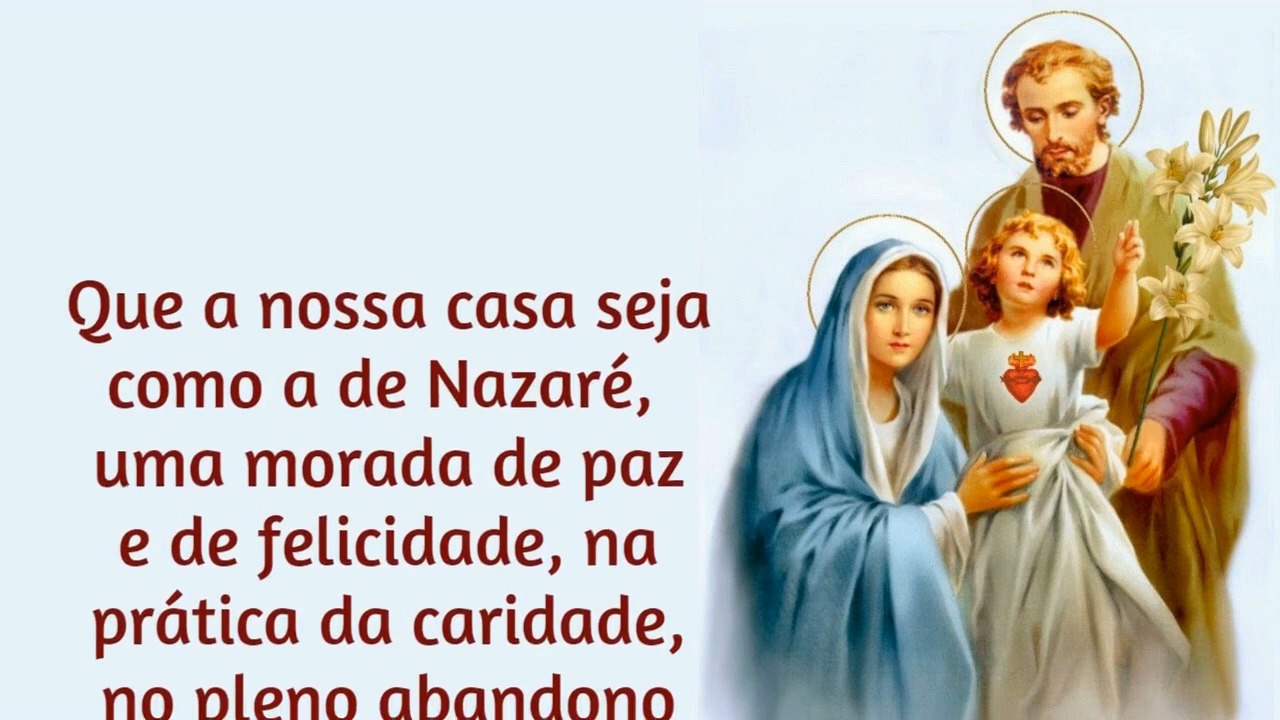 Que a nossa casa seja
como a de Nazaré,
uma morada de paz
e de felicidade, na
prática da caridade,
no pleno abandono